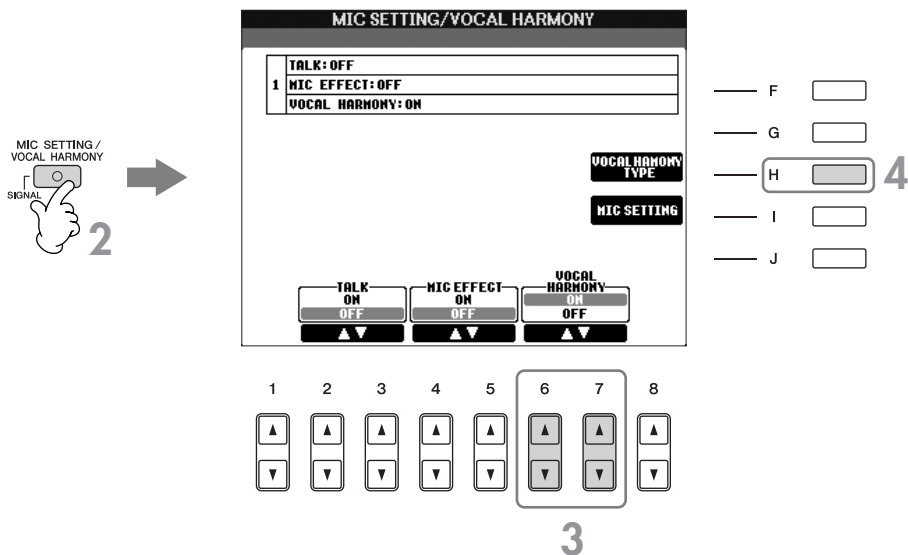 MIC SETTING/VOCAL HARMONY
TALK:OFF
1 MIC EFFECT:OFF
VOCAL HARMONY:ON
MIC SETTING /
VOCAL HARMONY
SIGNAL
2
VOCAL HAMONY
TYPE
MIC SETTING
F
G
H
4
I
J
TALK
ON
OFF
MIC EFFECT
ON
OFF
VOCAL
HARMONY
ON
OFF
1 2 3 4 5 6 7 8
3